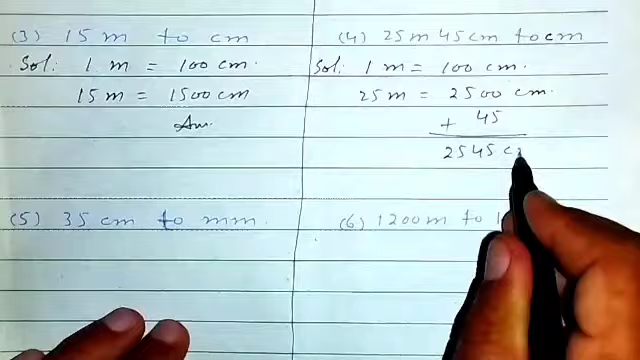 (3) 15 m to cm
Sol: 1 m = 100 cm.
15 m = 1500 cm
Ans.
(4) 25 m 45 cm to cm
Sol: 1 m = 100 cm.
25 m = 2500 cm.
+ 45
2545 c
(5) 35 cm to mm.
(6) 1200 m to